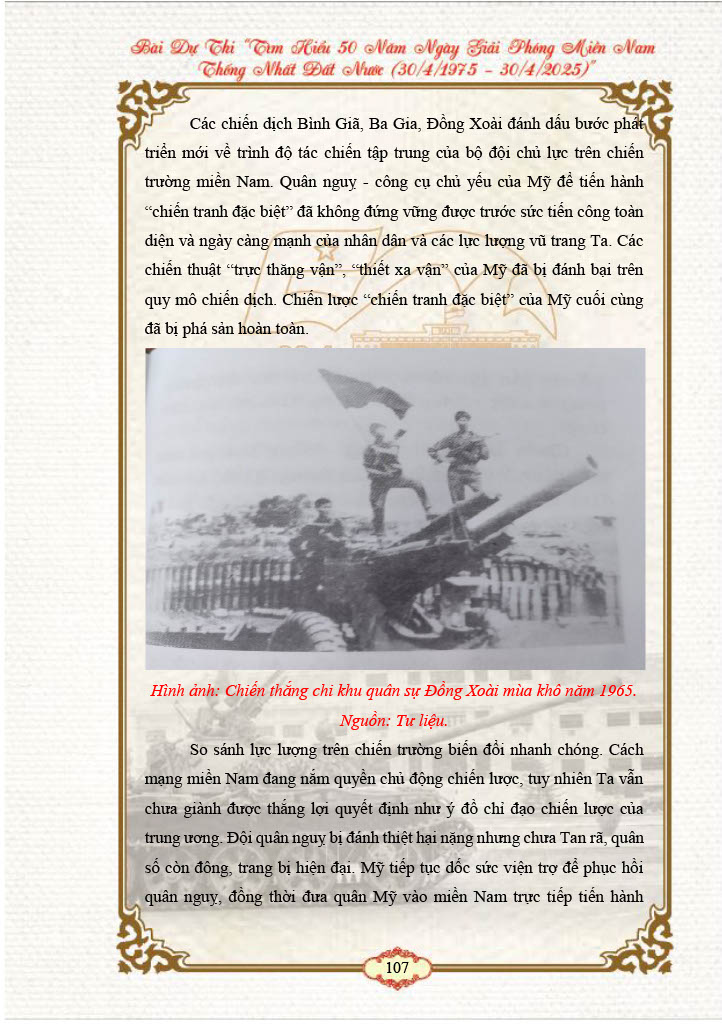 Bài Dự Thi “Tìm Hiểu 50 Năm Ngày Giải Phóng Miền Nam
Thống Nhất Đất Nước (30/4/1975 – 30/4/2025)”
Các chiến dịch Bình Giã, Ba Gia, Đồng Xoài đánh dấu bước phát
triển mới về trình độ tác chiến tập trung của bộ đội chủ lực trên chiến
trường miền Nam. Quân nguỵ - công cụ chủ yếu của Mỹ để tiến hành
“chiến tranh đặc biệt” đã không đứng vững được trước sức tiến công toàn
diện và ngày càng mạnh của nhân dân và các lực lượng vũ trang Ta. Các
chiến thuật “trực thăng vận”, “thiết xa vận” của Mỹ đã bị đánh bại trên
quy mô chiến dịch. Chiến lược “chiến tranh đặc biệt” của Mỹ cuối cùng
đã bị phá sản hoàn toàn.
Hình ảnh: Chiến thắng chi khu quân sự Đồng Xoài mùa khô năm 1965.
Nguồn: Tư liệu.
So sánh lực lượng trên chiến trường biến đổi nhanh chóng. Cách
mạng miền Nam đang nắm quyền chủ động chiến lược, tuy nhiên Ta vẫn
chưa giành được thắng lợi quyết định như ý đồ chỉ đạo chiến lược của
trung ương. Đội quân nguỵ bị đánh thiệt hại nặng nhưng chưa Tan rã, quân
số còn đông, trang bị hiện đại. Mỹ tiếp tục dốc sức viện trợ để phục hồi
quân nguỵ, đồng thời đưa quân Mỹ vào miền Nam trực tiếp tiến hành
107